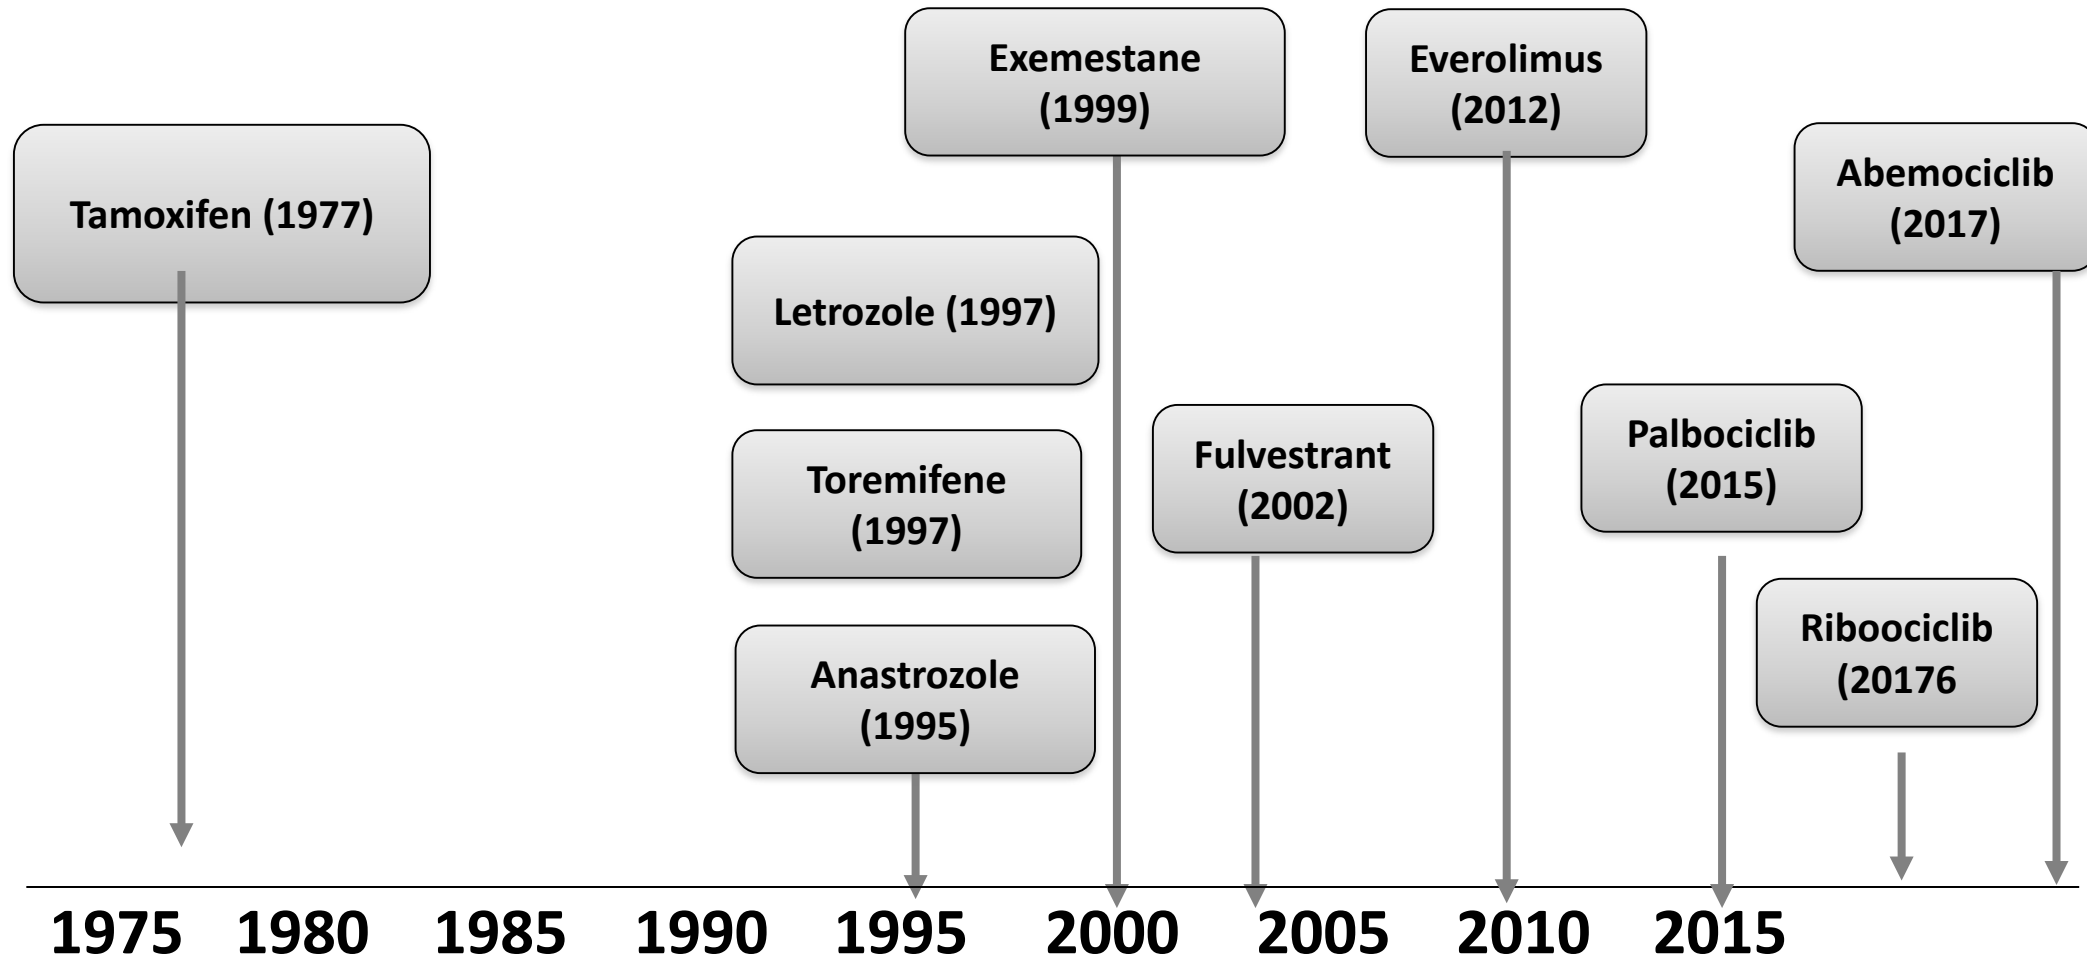 Exemestane
(1999)
Everolimus
(2012)
Tamoxifen (1977)
Abemociclib
(2017)
Letrozole (1997)
Toremifene
(1997)
Fulvestrant
(2002)
Palbociclib
(2015)
Anastrozole
(1995)
Riboociclib
(20176
1975 1980 1985 1990 1995 2000 2005 2010 2015